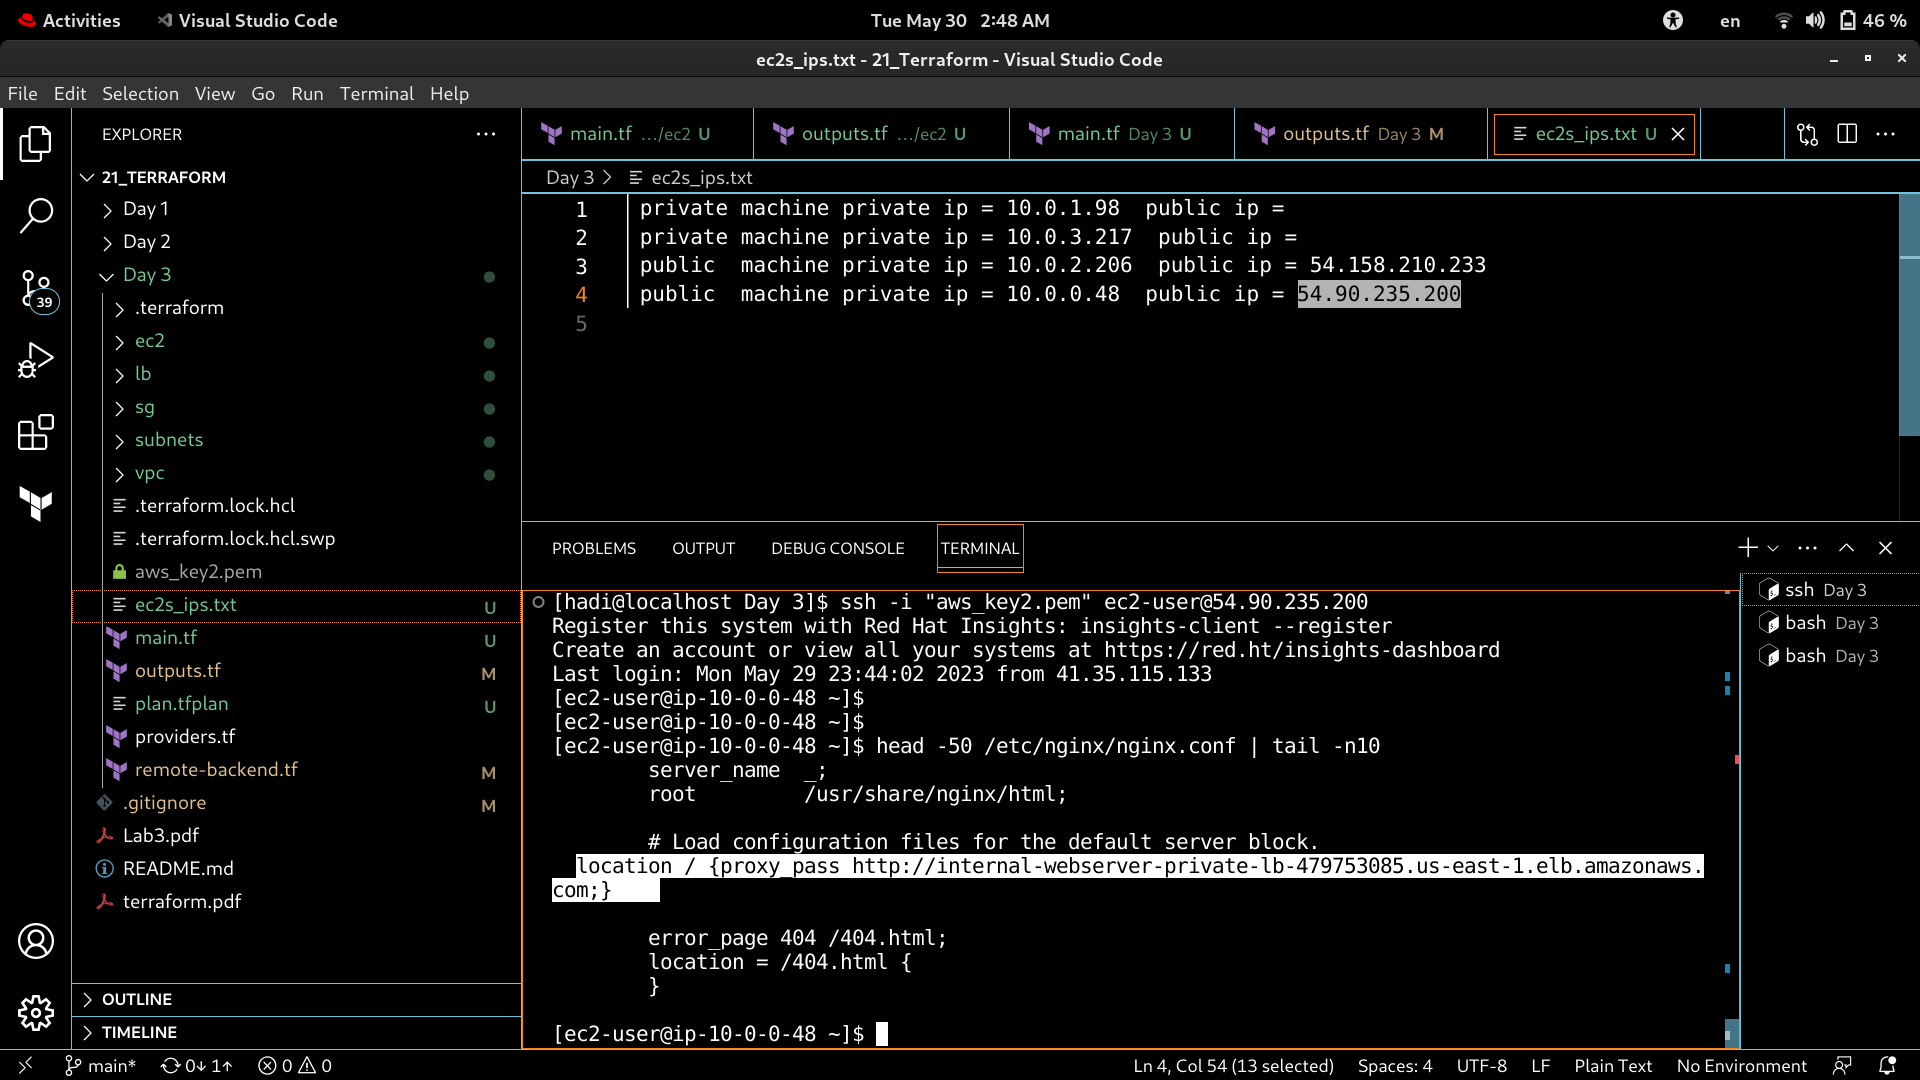 Activities
Visual Studio Code
Tue May 30 2:48 AM
en
46 %
ec2s_ips.txt - 21_Terraform - Visual Studio Code
File Edit Selection View Go Run Terminal Help
EXPLORER
21_TERRAFORM
Day 1
Day 2
Day 3
.terraform
ec2
lb
sg
subnets
vpc
.terraform.lock.hcl
.terraform.lock.hcl.swp
aws_key2.pem
ec2s_ips.txt U
main.tf U
outputs.tf M
plan.tfplan U
providers.tf
remote-backend.tf M
.gitignore M
Lab3.pdf
README.md
terraform.pdf
OUTLINE
TIMELINE
39
main.tf .../ec2 U
outputs.tf .../ec2 U
main.tf Day 3 U
outputs.tf Day 3 M
ec2s_ips.txt U
Day 3 > ec2s_ips.txt
1 private machine private ip = 10.0.1.98  public ip =
2 private machine private ip = 10.0.3.217  public ip =
3 public  machine private ip = 10.0.2.206  public ip = 54.158.210.233
4 public  machine private ip = 10.0.0.48  public ip = 54.90.235.200
5
PROBLEMS OUTPUT DEBUG CONSOLE TERMINAL
[hadi@localhost Day 3]$ ssh -i "aws_key2.pem" ec2-user@54.90.235.200
Register this system with Red Hat Insights: insights-client --register
Create an account or view all your systems at https://red.ht/insights-dashboard
Last login: Mon May 29 23:44:02 2023 from 41.35.115.133
[ec2-user@ip-10-0-0-48 ~]$
[ec2-user@ip-10-0-0-48 ~]$
[ec2-user@ip-10-0-0-48 ~]$ head -50 /etc/nginx/nginx.conf | tail -n10
server_name  _;
root         /usr/share/nginx/html;
# Load configuration files for the default server block.
location / {proxy_pass http://internal-webserver-private-lb-479753085.us-east-1.elb.amazonaws.
com;}
error_page 404 /404.html;
location = /404.html {
}
[ec2-user@ip-10-0-0-48 ~]$
ssh Day 3
bash Day 3
bash Day 3
main* 0↓ 1↑ 0 0
Ln 4, Col 54 (13 selected) Spaces: 4 UTF-8 LF Plain Text No Environment